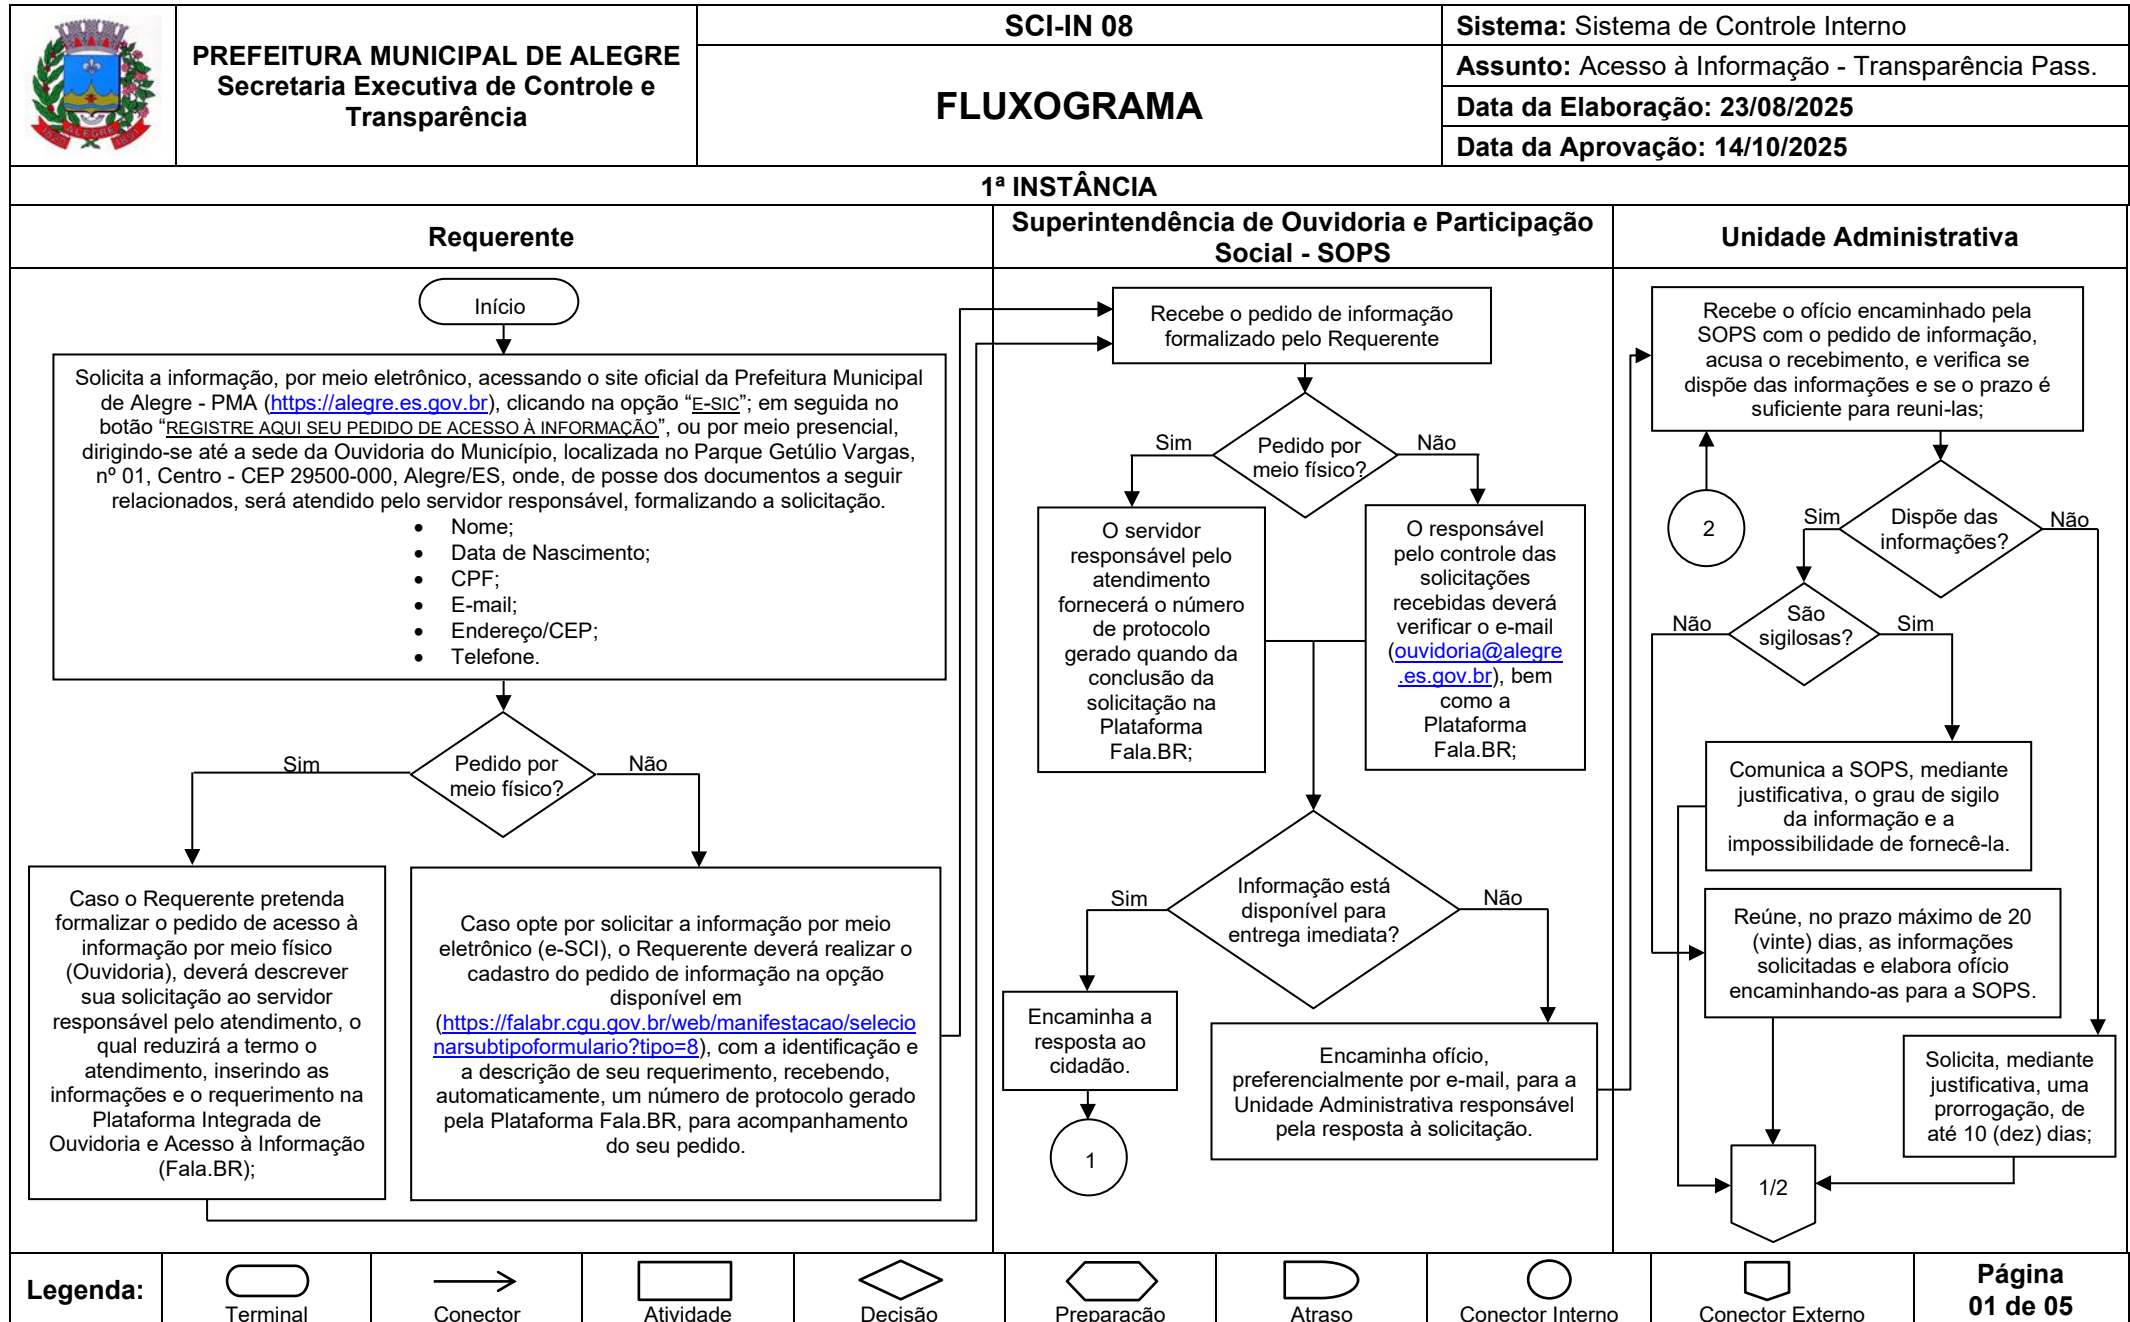 PREFEITURA MUNICIPAL DE ALEGRE
Secretaria Executiva de Controle e
Transparência
SCI-IN 08
FLUXOGRAMA
Sistema: Sistema de Controle Interno
Assunto: Acesso à Informação - Transparência Pass.
Data da Elaboração: 23/08/2025
Data da Aprovação: 14/10/2025
ALEGRE
1ª INSTÂNCIA
Requerente
Superintendência de Ouvidoria e Participação
Social - SOPS
Unidade Administrativa
Início
Solicita a informação, por meio eletrônico, acessando o site oficial da Prefeitura Municipal
de Alegre - PMA (https://alegre.es.gov.br), clicando na opção “E-SIC”; em seguida no
botão “REGISTRE AQUI SEU PEDIDO DE ACESSO À INFORMAÇÃO”, ou por meio presencial,
dirigindo-se até a sede da Ouvidoria do Município, localizada no Parque Getúlio Vargas,
nº 01, Centro - CEP 29500-000, Alegre/ES, onde, de posse dos documentos a seguir
relacionados, será atendido pelo servidor responsável, formalizando a solicitação.
• Nome;
• Data de Nascimento;
• CPF;
• E-mail;
• Endereço/CEP;
• Telefone.
Pedido por
meio físico?
Sim
Não
Caso o Requerente pretenda
formalizar o pedido de acesso à
informação por meio físico
(Ouvidoria), deverá descrever
sua solicitação ao servidor
responsável pelo atendimento, o
qual reduzirá a termo o
atendimento, inserindo as
informações e o requerimento na
Plataforma Integrada de
Ouvidoria e Acesso à Informação
(Fala.BR);
Caso opte por solicitar a informação por meio
eletrônico (e-SCI), o Requerente deverá realizar o
cadastro do pedido de informação na opção
disponível em
(https://falabr.cgu.gov.br/web/manifestacao/selecio
narsubtipoformulario?tipo=8), com a identificação e
a descrição de seu requerimento, recebendo,
automaticamente, um número de protocolo gerado
pela Plataforma Fala.BR, para acompanhamento
do seu pedido.
Recebe o pedido de informação
formalizado pelo Requerente
Pedido por
meio físico?
Sim
Não
O servidor
responsável pelo
atendimento
fornecerá o número
de protocolo
gerado quando da
conclusão da
solicitação na
Plataforma
Fala.BR;
O responsável
pelo controle das
solicitações
recebidas deverá
verificar o e-mail
(ouvidoria@alegre
.es.gov.br), bem
como a
Plataforma
Fala.BR;
Informação está
disponível para
entrega imediata?
Sim
Não
Encaminha a
resposta ao
cidadão.
1
Encaminha ofício,
preferencialmente por e-mail, para a
Unidade Administrativa responsável
pela resposta à solicitação.
Recebe o ofício encaminhado pela
SOPS com o pedido de informação,
acusa o recebimento, e verifica se
dispõe das informações e se o prazo é
suficiente para reuni-las;
2
Dispõe das
informações?
Sim
Não
São
sigilosas?
Não
Sim
Comunica a SOPS, mediante
justificativa, o grau de sigilo
da informação e a
impossibilidade de fornecê-la.
Reúne, no prazo máximo de 20
(vinte) dias, as informações
solicitadas e elabora ofício
encaminhando-as para a SOPS.
Solicita, mediante
justificativa, uma
prorrogação, de
até 10 (dez) dias;
1/2
Legenda:
Terminal
Conector
Atividade
Decisão
Preparação
Atraso
Conector Interno
Conector Externo
Página
01 de 05